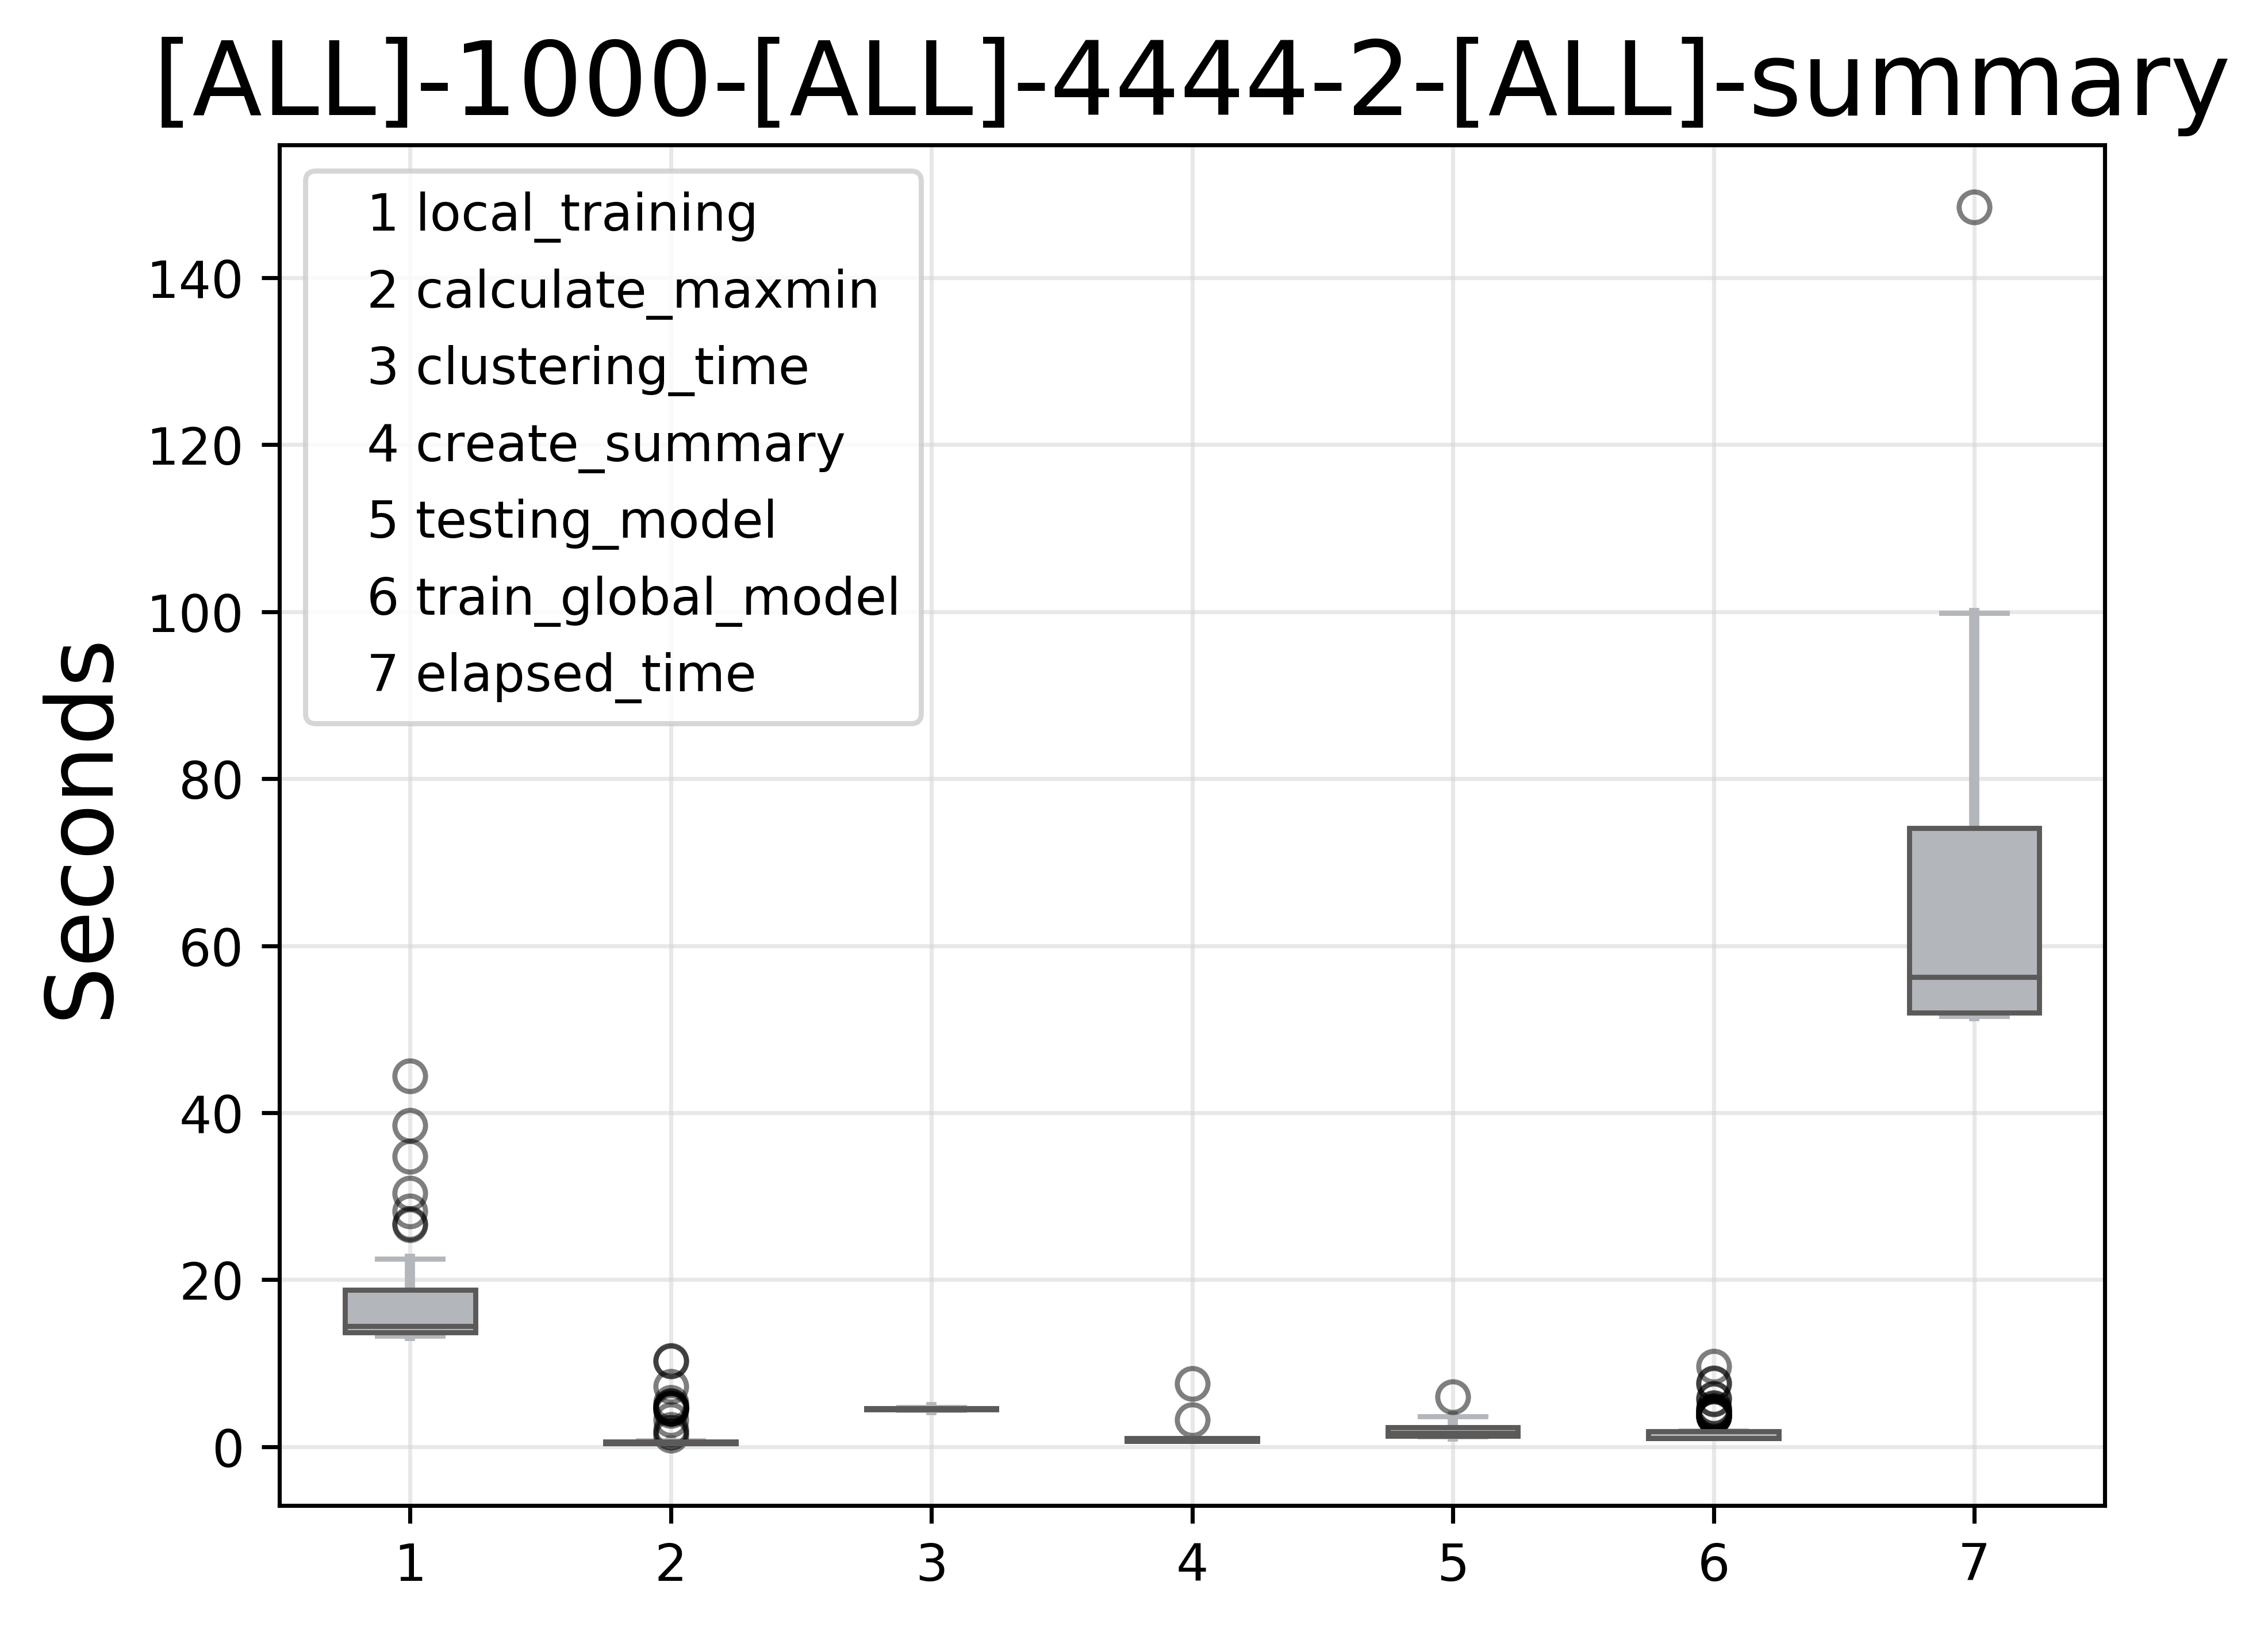 [ALL]-1000-[ALL]-4444-2-[ALL]-summary
1 local_training
2 calculate_maxmin
3 clustering_time
4 create_summary
5 testing_model
6 train_global_model
7 elapsed_time
Seconds
140
120
100
80
60
40
20
0
1 2 3 4 5 6 7